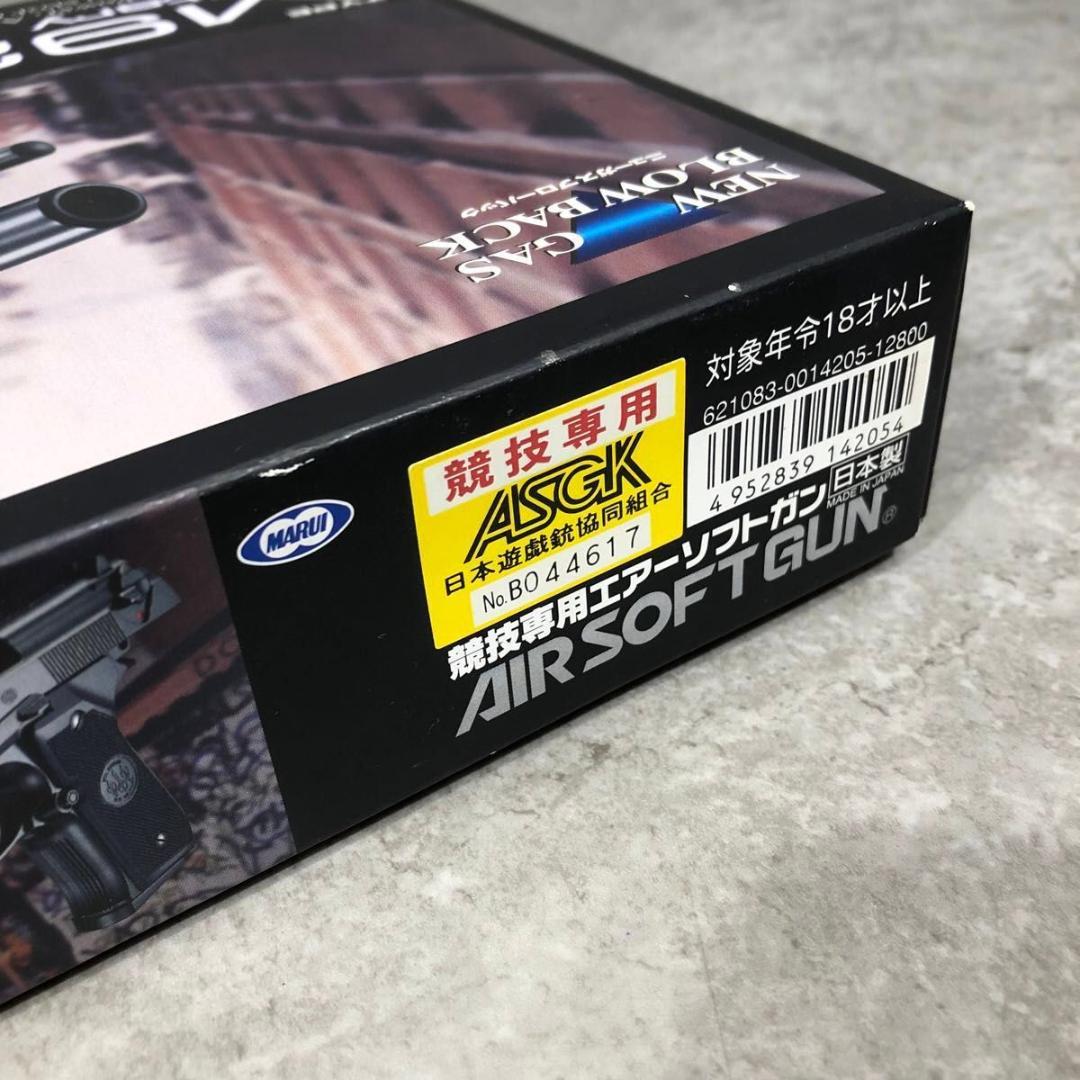 TYPE
NEW
GAS
BLOW BACK
ニューガスブローバック
対象年令18才以上
621083-0014205-12800
4 952839 142054
競技専用
ASGK
日本遊戯銃協同組合
No.B044617
MARUI
競技専用エアーソフトガン
日本製
MADE IN JAPAN
AIR SOFT GUN®